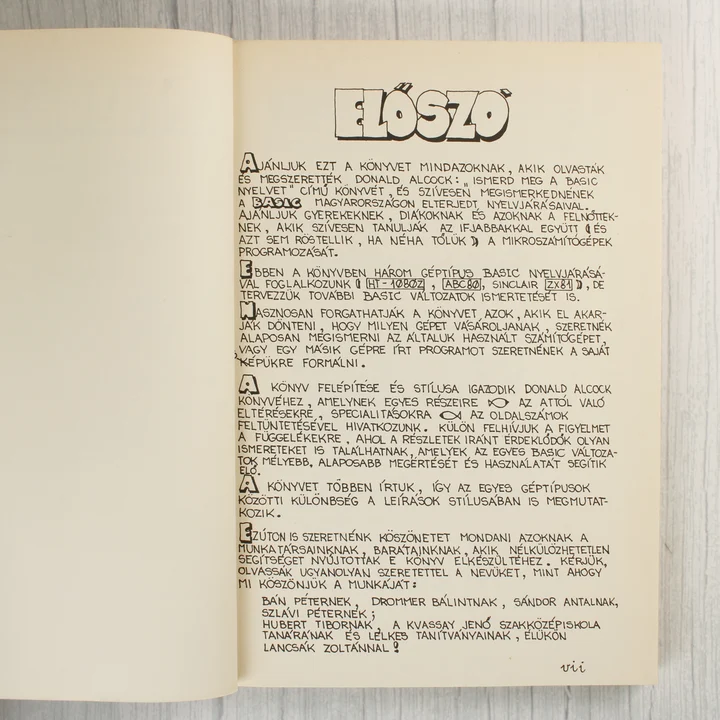 ELŐSZÓ
AJÁNLJUK EZT A KÖNYVET MINDAZOKNAK, AKIK OLVASTÁK
ÉS MEGSZERETTÉK DONALD ALCOCK: „ISMERD MEG A BASIC
NYELVET" CÍMŰ KÖNYVÉT, ÉS SZÍVESEN MEGISMERKEDNÉNEK
A BASIC MAGYARORSZÁGON ELTERJEDT NYELVJÁRÁSAIVAL.
AJÁNLJUK GYEREKEKNEK, DIÁKOKNAK ÉS AZOKNAK A FELNŐTTEK-
NEK, AKIK SZÍVESEN TANULJÁK AZ IFJABBAKKAL EGYÜTT (ÉS
AZT SEM RÖSTELLIK, HA NÉHA TŐLÜK) A MIKROSZÁMÍTÓGÉPEK
PROGRAMOZÁSÁT.
EBBEN A KÖNYVBEN HÁROM GÉPTÍPUS BASIC NYELVJÁRÁSÁ-
VAL FOGLALKOZUNK (HT-1080Z, ABC80, SINCLAIR ZX81), DE
TERVEZZÜK TOVÁBBI BASIC VÁLTOZATOK ISMERTETÉSÉT IS.
HASZNOSAN FORGATHATJÁK A KÖNYVET AZOK, AKIK EL AKAR-
JÁK DÖNTENI, HOGY MILYEN GÉPET VÁSÁROLJANAK, SZERETNÉK
ALAPOSAN MEGISMERNI AZ ÁLTALUK HASZNÁLT SZÁMÍTÓGÉPET,
VAGY EGY MÁSIK GÉPRE ÍRT PROGRAMOT SZERETNÉNEK A SAJÁT
KÉPÜKRE FORMÁLNI.
A KÖNYV FELÉPÍTÉSE ÉS STÍLUSA IGAZODIK DONALD ALCOCK
KÖNYVÉHEZ, AMELYNEK EGYES RÉSZEIRE AZ ATTÓL VALÓ
ELTÉRÉSEKRE, SPECIALITÁSOKRA AZ OLDALSZÁMOK
FELTÜNTETÉSÉVEL HIVATKOZUNK. KÜLÖN FELHÍVJUK A FIGYELMET
A FÜGGELÉKEKRE, AHOL A RÉSZLETEK IRÁNT ÉRDEKLŐDŐK OLYAN
ISMERETEKET IS TALÁLHATNAK, AMELYEK AZ EGYES BASIC VÁLTOZA-
TOK MÉLYEBB, ALAPOSABB MEGÉRTÉSÉT ÉS HASZNÁLATÁT SEGÍTIK
ELŐ.
A KÖNYVET TÖBBEN ÍRTUK, ÍGY AZ EGYES GÉPTÍPUSOK
KÖZÖTTI KÜLÖNBSÉG A LEÍRÁSOK STÍLUSÁBAN IS MEGMUTAT-
KOZIK.
EZÚTON IS SZERETNÉNK KÖSZÖNETET MONDANI AZOKNAK A
MUNKATÁRSAINKNAK, BARÁTAINKNAK, AKIK NÉLKÜLÖZHETETLEN
SEGÍTSÉGET NYÚJTOTTAK E KÖNYV ELKÉSZÜLTÉHEZ. KÉRJÜK,
OLVASSÁK UGYANOLYAN SZERETETTEL A NEVÜKET, MINT AHOGY
MI KÖSZÖNJÜK A MUNKÁJÁT:
BÁN PÉTERNEK, DROMMER BÁLINTNAK, SÁNDOR ANTALNAK,
SZLÁVI PÉTERNEK;
HUBERT TIBORNAK, A KVASSAY JENŐ SZAKKÖZÉPISKOLA
TANÁRÁNAK ÉS LELKES TANÍTVÁNYAINAK, ÉLÜKÖN
LANCSÁK ZOLTÁNNAL!
vii